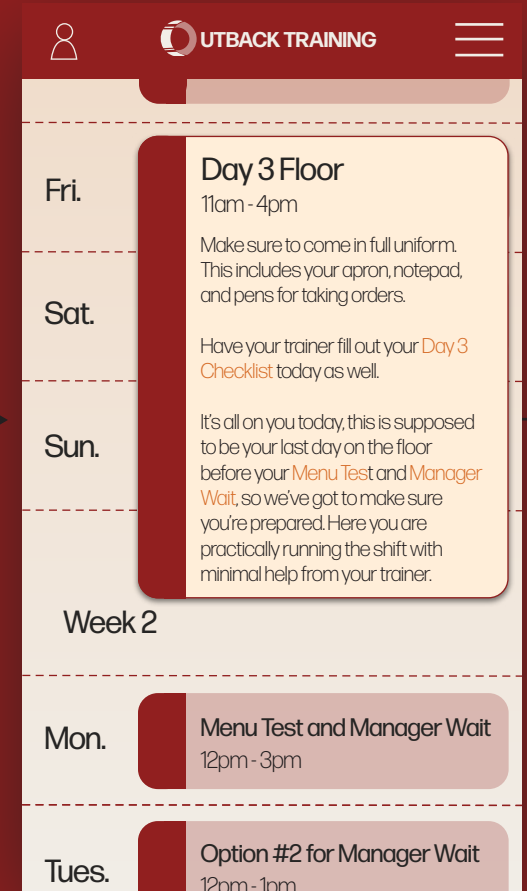 OUTBACK TRAINING
Fri.
Day 3 Floor
11am - 4pm
Make sure to come in full uniform.
This includes your apron, notepad,
and pens for taking orders.
Have your trainer fill out your Day 3
Checklist today as well.
It's all on you today, this is supposed
to be your last day on the floor
before your Menu Test and Manager
Wait, so we've got to make sure
you're prepared. Here you are
practically running the shift with
minimal help from your trainer.
Sat.
Sun.
Week 2
Mon.
Menu Test and Manager Wait
12pm - 3pm
Tues.
Option #2 for Manager Wait
12pm - 1pm